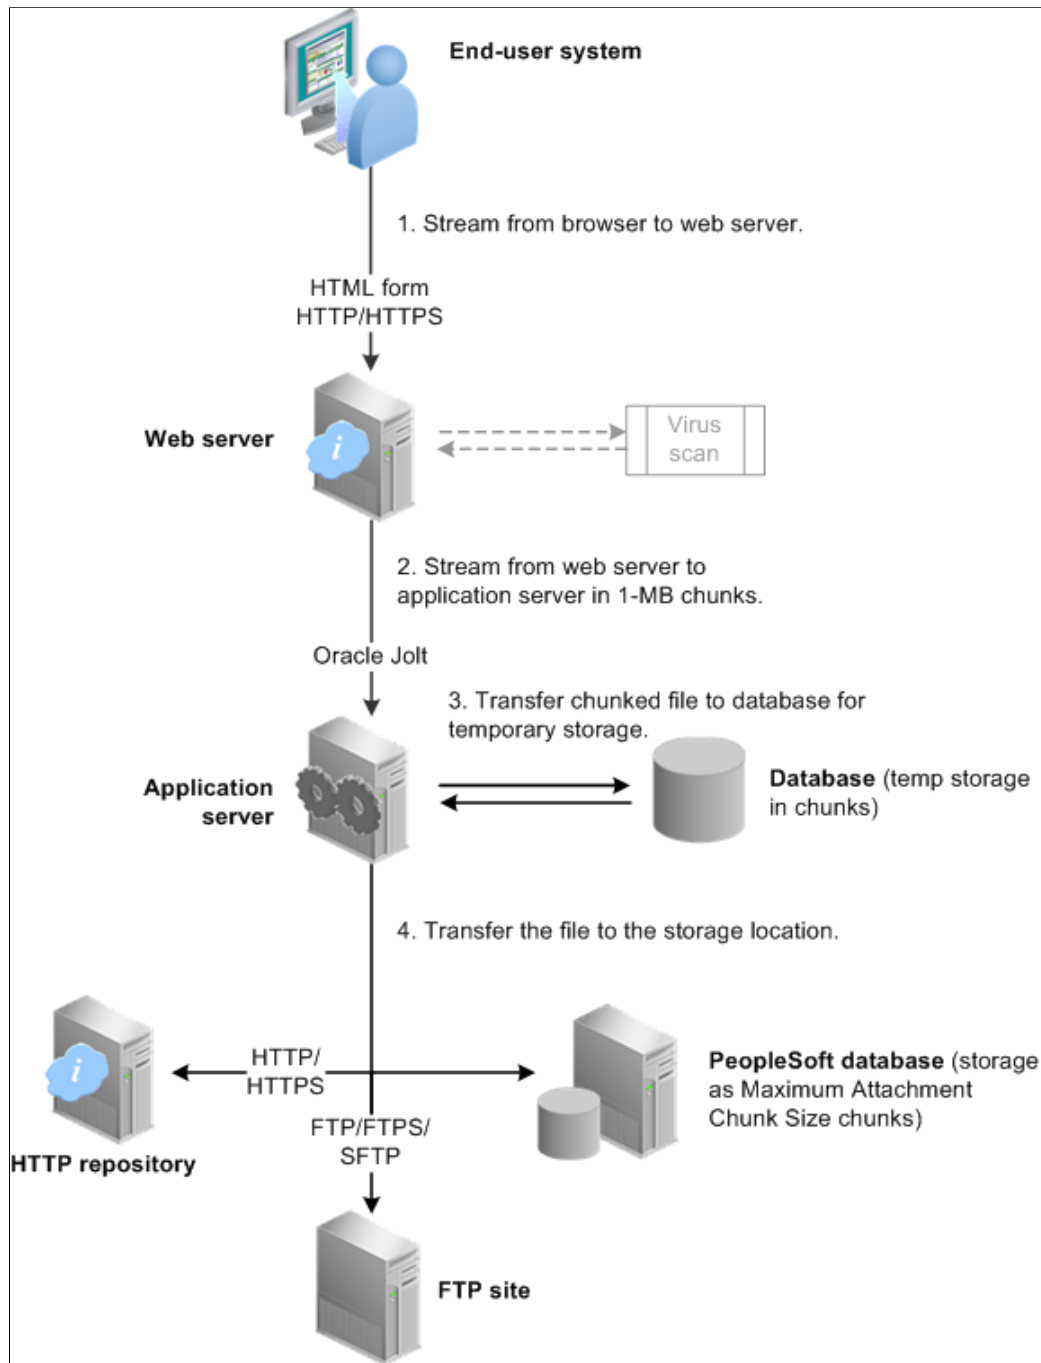 End-user system
1. Stream from browser to web server.
HTML form
HTTP/HTTPS
Web server
Virus
scan
2. Stream from web server to
application server in 1-MB chunks.
Oracle Jolt
3. Transfer chunked file to database for
temporary storage.
Application
server
Database (temp storage
in chunks)
4. Transfer the file to the storage location.
HTTP/
HTTPS
PeopleSoft database (storage
as Maximum Attachment
Chunk Size chunks)
FTP/FTPS/
SFTP
HTTP repository
FTP site